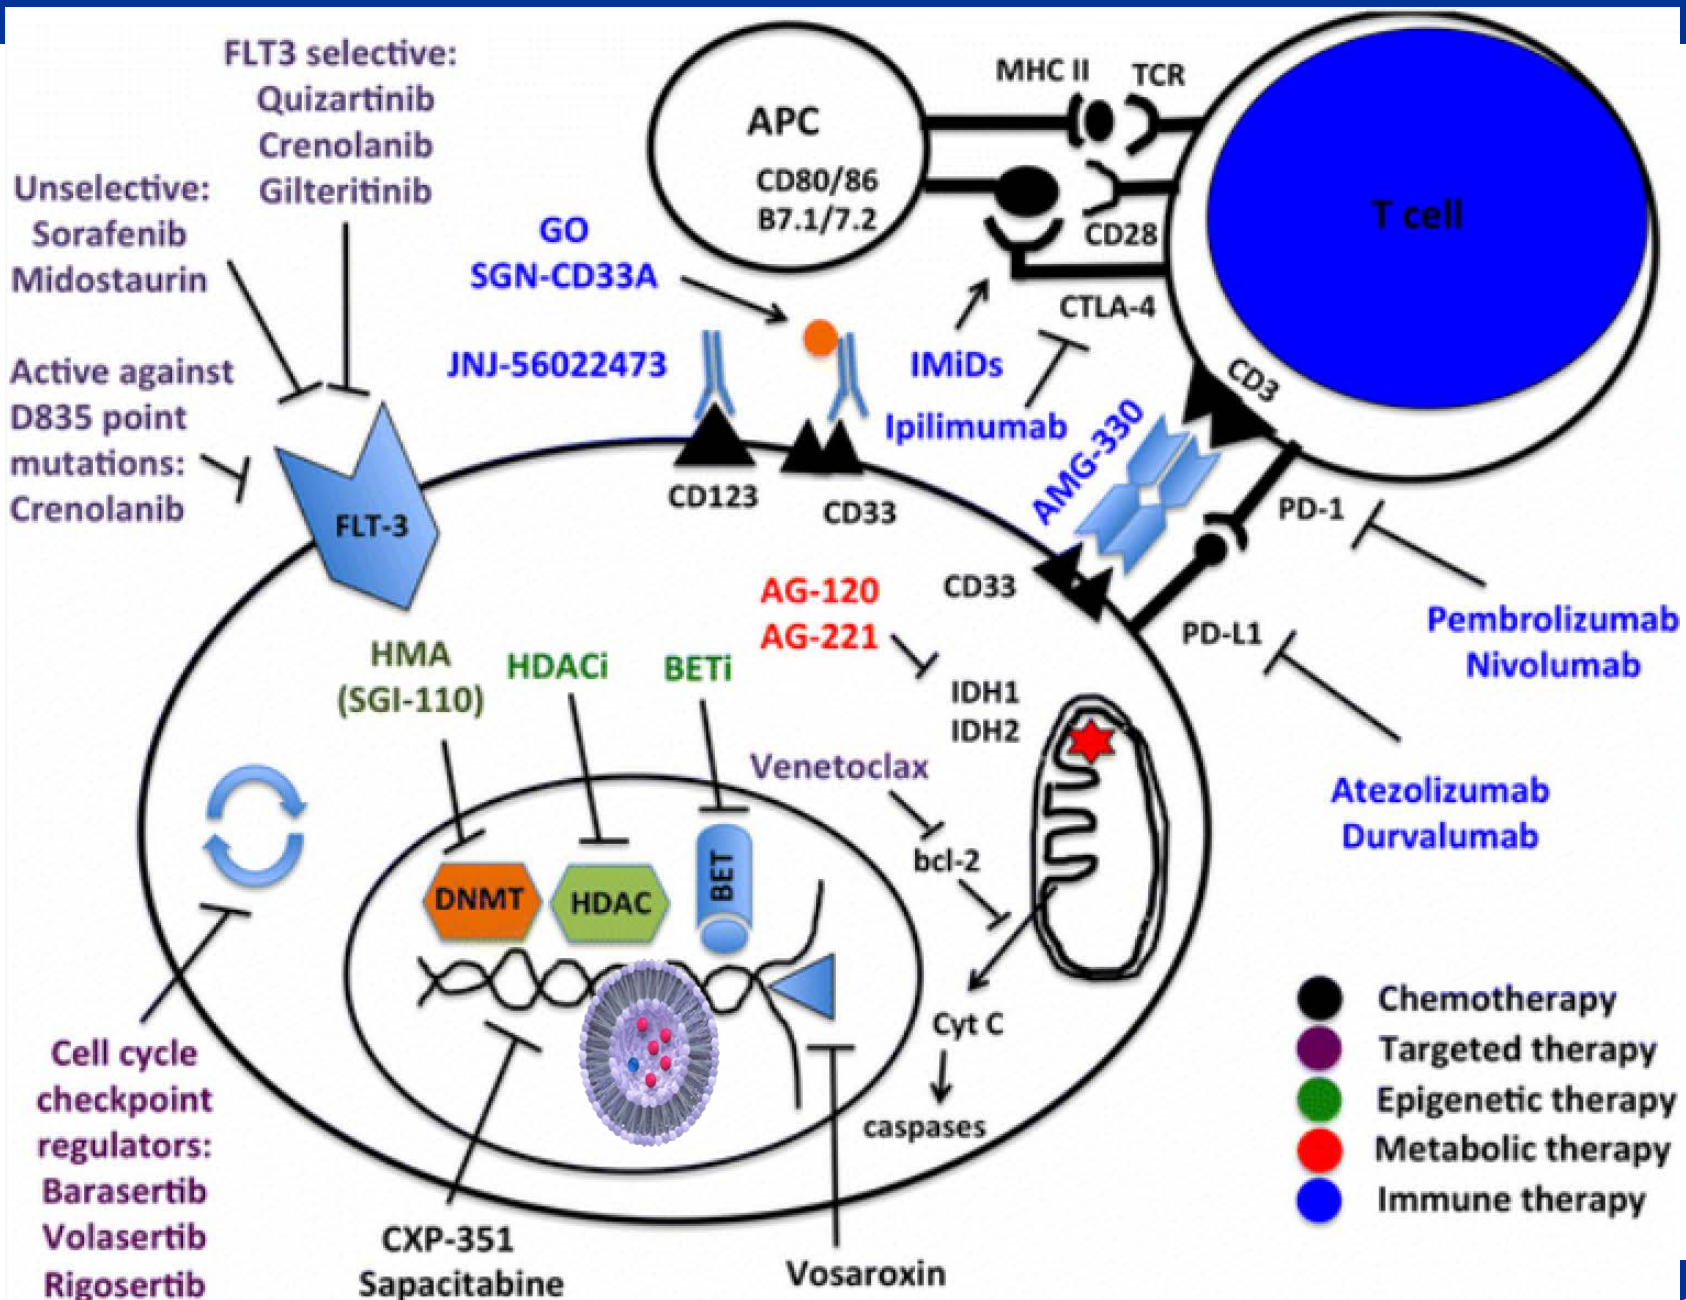 FLT3 selective:
Quizartinib
Crenolanib
Gilteritinib
Unselective:
Sorafenib
Midostaurin
Active against
D835 point
mutations:
Crenolanib
FLT-3
GO
SGN-CD33A
JNJ-56022473
CD123
CD33
APC
CD80/86
B7.1/7.2
MHC II
TCR
CD28
CTLA-4
T cell
IMiDs
Ipilimumab
CD3
AMG-330
CD33
PD-1
PD-L1
Pembrolizumab
Nivolumab
Atezolizumab
Durvalumab
HMA
(SGI-110)
HDACi
BETi
AG-120
AG-221
IDH1
IDH2
Venetoclax
bcl-2
Cyt C
caspases
DNMT
HDAC
BET
Cell cycle
checkpoint
regulators:
Barasertib
Volasertib
Rigosertib
CXP-351
Sapacitabine
Vosaroxin
Chemotherapy
Targeted therapy
Epigenetic therapy
Metabolic therapy
Immune therapy